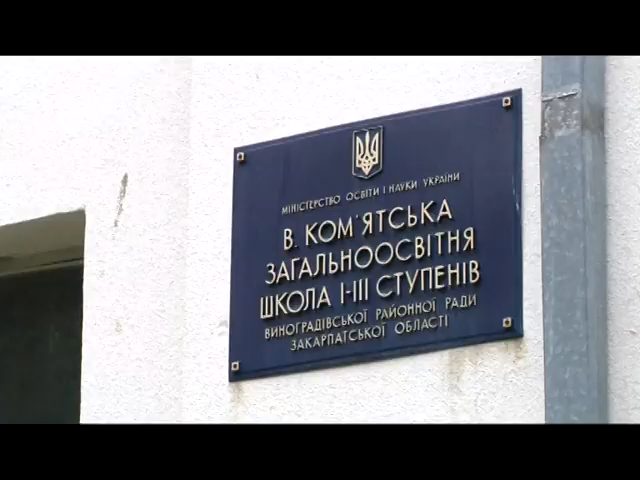 МІНІСТЕРСТВО ОСВІТИ І НАУКИ УКРАЇНИ
В. КОМ'ЯТСЬКА
ЗАГАЛЬНООСВІТНЯ
ШКОЛА І-ІІІ СТУПЕНІВ
ВИНОГРАДІВСЬКОЇ РАЙОННОЇ РАДИ
ЗАКАРПАТСЬКОЇ ОБЛАСТІ